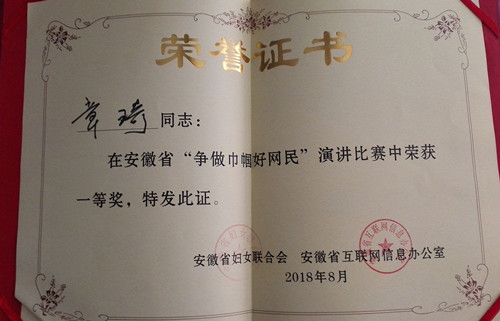 荣誉证书
章琦同志：
在安徽省“争做巾帼好网民”演讲比赛中荣获
一等奖，特发此证。
安徽省妇女联合会 安徽省互联网信息办公室
2018年8月